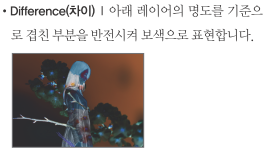 • Difference(차이) | 아래 레이어의 명도를 기준으
로 겹친 부분을 반전시켜 보색으로 표현합니다.